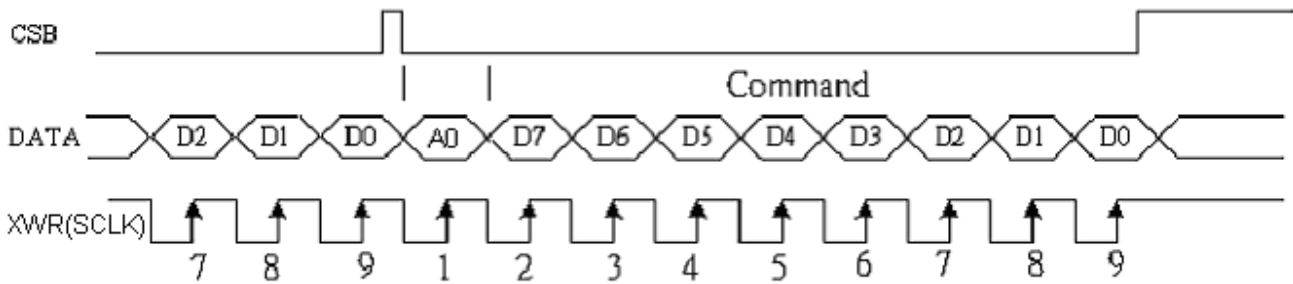 CSB
Command
DATA D2 D1 D0 A0 D7 D6 D5 D4 D3 D2 D1 D0
XWR(SCLK)
7 8 9 1 2 3 4 5 6 7 8 9